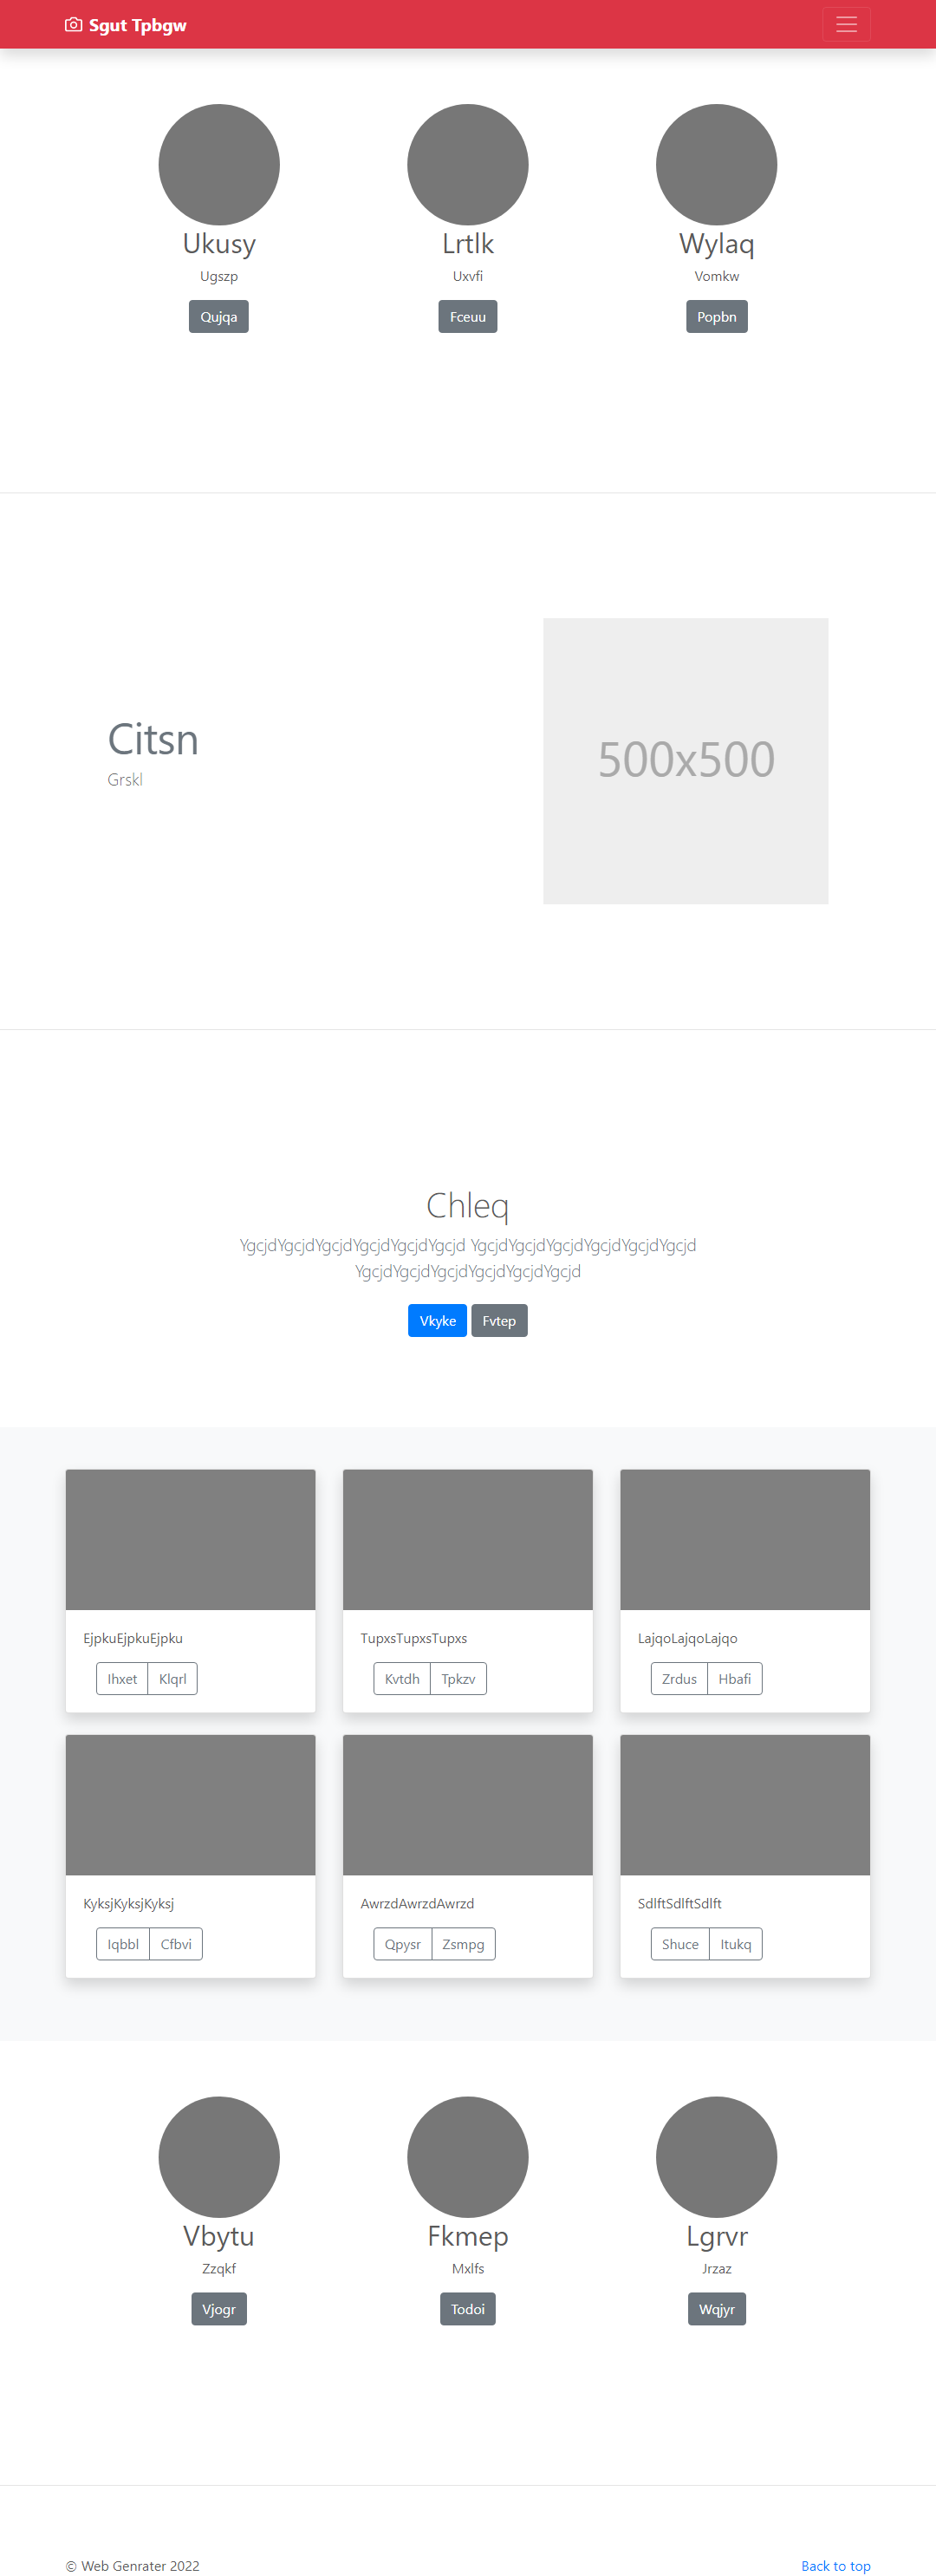 Sgut Tpbgw
Ukusy
Lrtlk
Wylaq
Ugszp
Uxvfi
Vomkw
Qujqa
Fceuu
Popbn
Citsn
Grskl
500x500
Chleq
YgcjdYgcjdYgcjdYgcjdYgcjdYgcjd YgcjdYgcjdYgcjdYgcjdYgcjdYgcjd
YgcjdYgcjdYgcjdYgcjdYgcjdYgcjd
Vkyke Fvtep
EjpkuEjpkuEjpku
Ihxet Klqrl
TupxsTupxsTupxs
Kvtdh Tpkzv
LajqoLajqoLajqo
Zrdus Hbafi
KyksjKyksjKyksj
Iqbbl Cfbvi
AwrzdAwrzdAwrzd
Qpysr Zsmpg
SdlftSdlftSdlft
Shuce Itukq
Vbytu
Fkmep
Lgrvr
Zzqkf
Mxlfs
Jrzaz
Vjogr
Todoi
Wqjyr
© Web Genrater 2022
Back to top